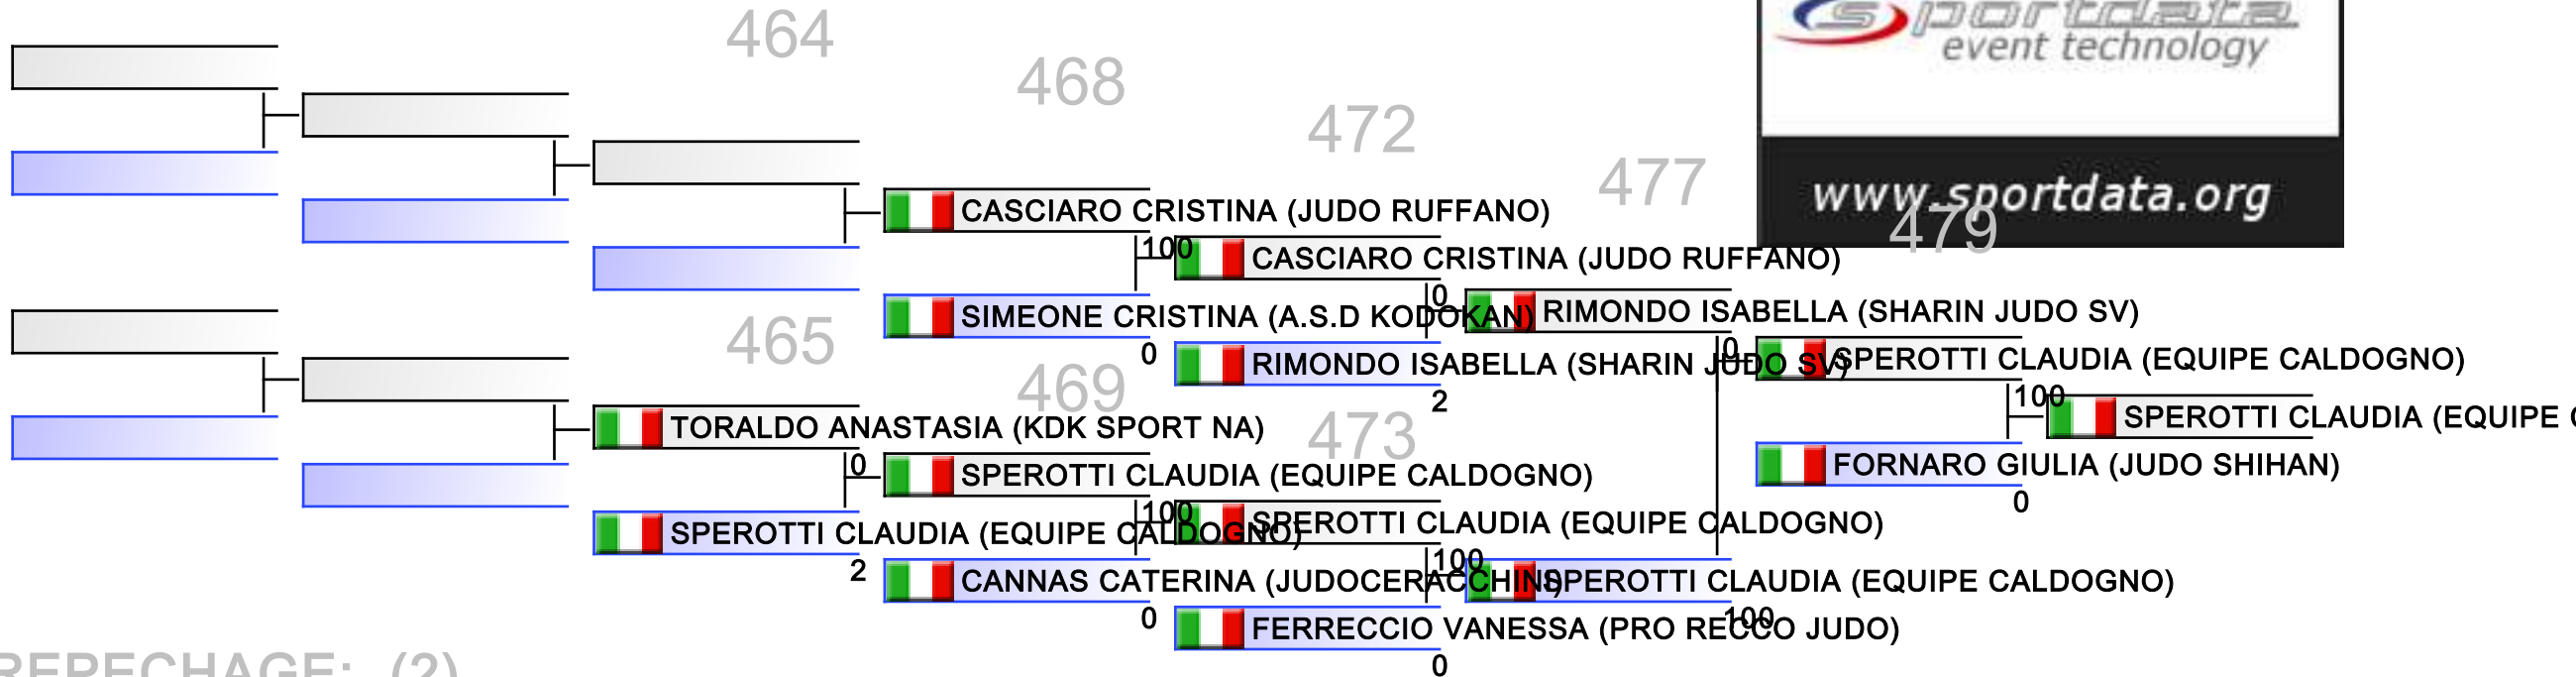 sportdata
event technology
www.sportdata.org
464
468
472
477
479
CASCIARO CRISTINA (JUDO RUFFANO)
100
CASCIARO CRISTINA (JUDO RUFFANO)
0
SIMEONE CRISTINA (A.S.D KODOKAN)
0
RIMONDO ISABELLA (SHARIN JUDO SV)
0
RIMONDO ISABELLA (SHARIN JUDO SV)
2
SPEROTTI CLAUDIA (EQUIPE CALDOGNO)
100
SPEROTTI CLAUDIA (EQUIPE
FORNARO GIULIA (JUDO SHIHAN)
0
465
469
473
TORALDO ANASTASIA (KDK SPORT NA)
0
SPEROTTI CLAUDIA (EQUIPE CALDOGNO)
100
SPEROTTI CLAUDIA (EQUIPE CALDOGNO)
2
SPEROTTI CLAUDIA (EQUIPE CALDOGNO)
100
CANNAS CATERINA (JUDOCERACCHINI)
0
SPEROTTI CLAUDIA (EQUIPE CALDOGNO)
100
FERRECCIO VANESSA (PRO RECCO JUDO)
0
REPECHAGE: (2)